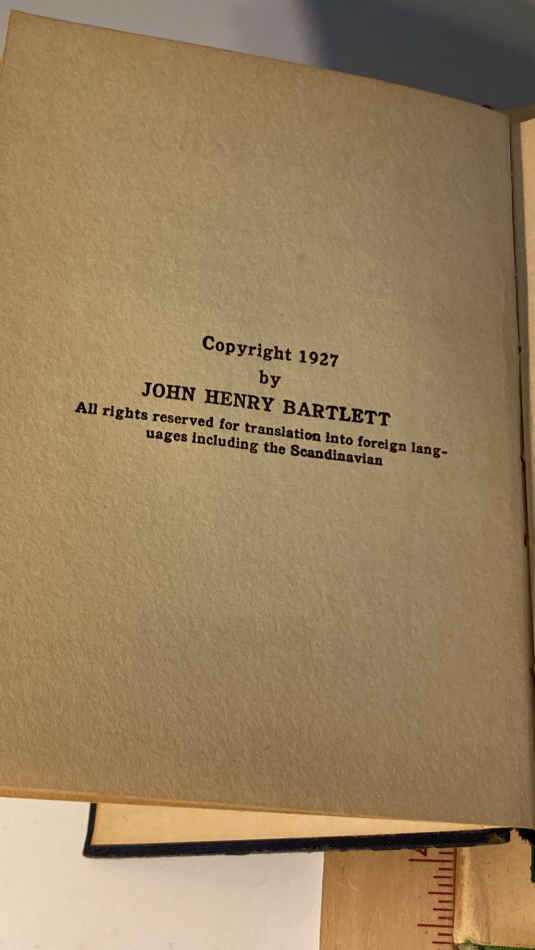 Copyright 1927
by
JOHN HENRY BARTLETT
All rights reserved for translation into foreign lang-
uages including the Scandinavian